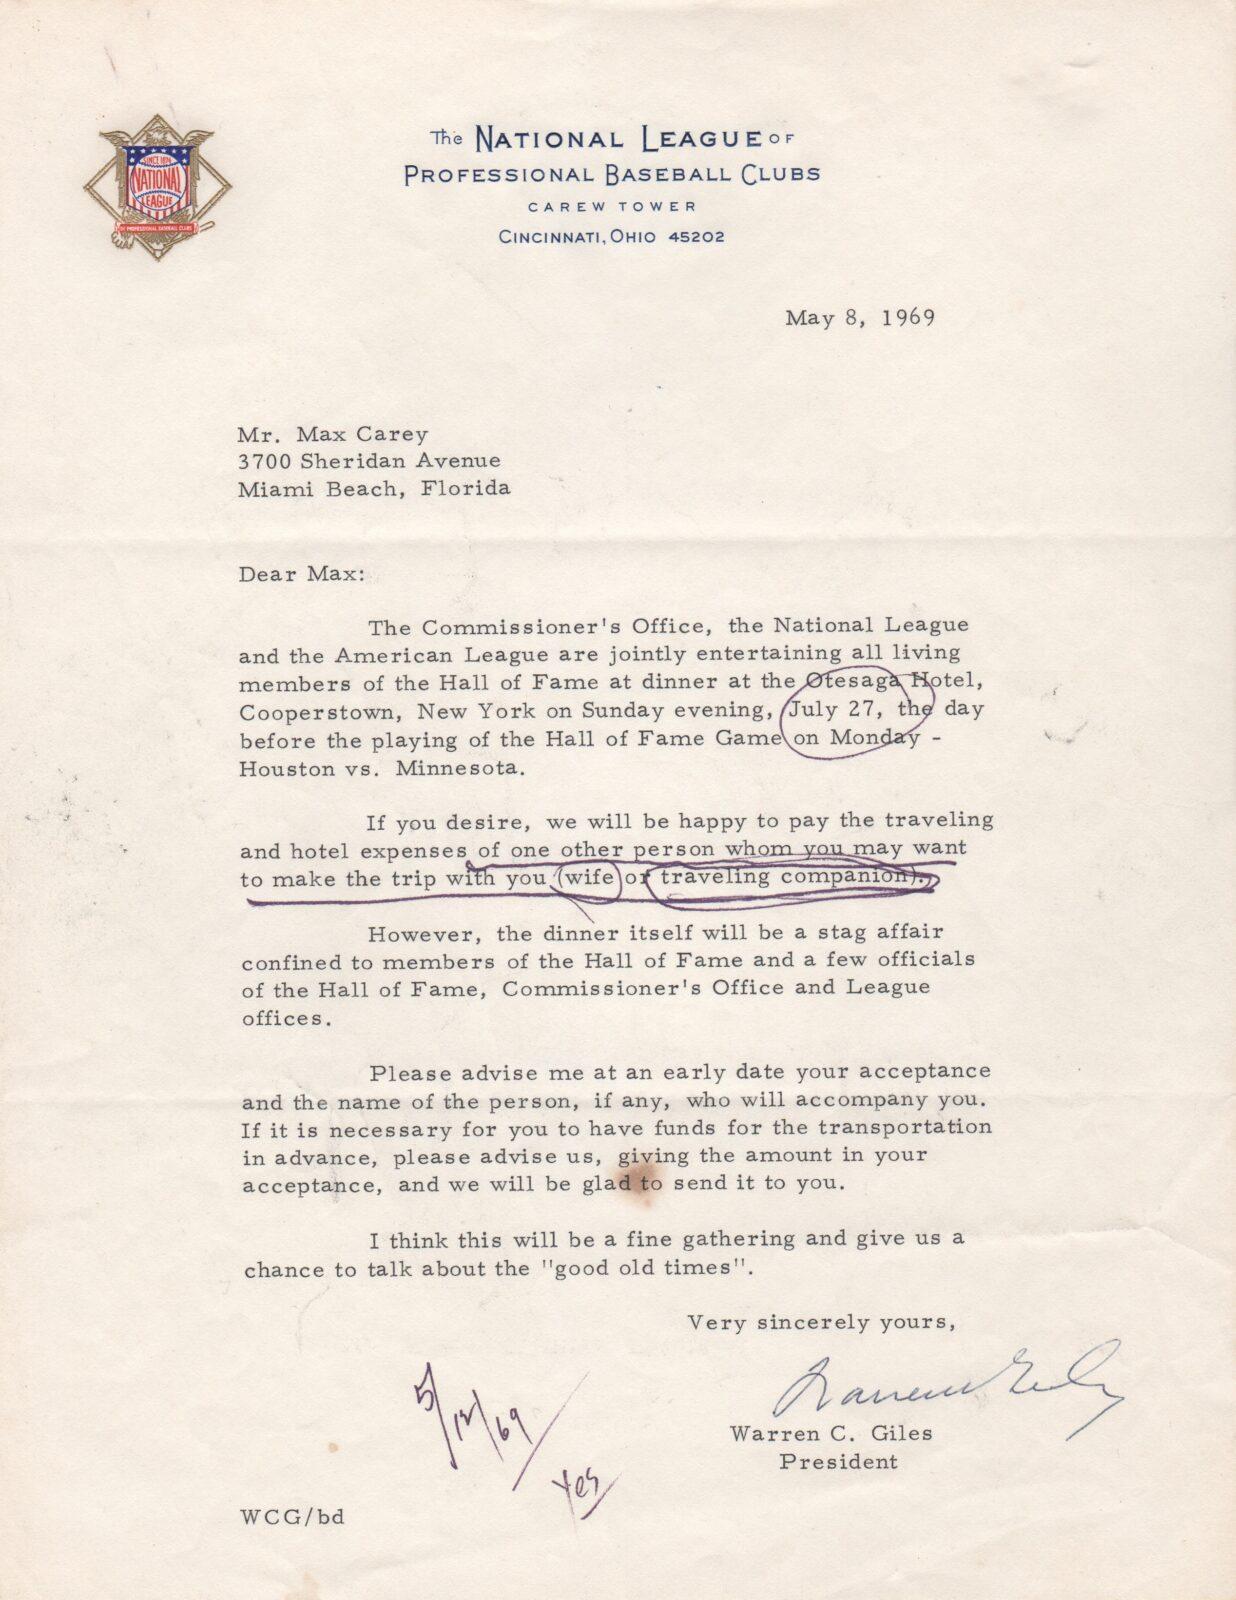 SINCE 1876
NATIONAL
LEAGUE
OF PROFESSIONAL BASEBALL CLUBS
The NATIONAL LEAGUE OF
PROFESSIONAL BASEBALL CLUBS
CAREW TOWER
CINCINNATI, OHIO 45202
May 8, 1969
Mr. Max Carey
3700 Sheridan Avenue
Miami Beach, Florida
Dear Max:
The Commissioner's Office, the National League
and the American League are jointly entertaining all living
members of the Hall of Fame at dinner at the Otesaga Hotel,
Cooperstown, New York on Sunday evening, July 27, the day
before the playing of the Hall of Fame Game on Monday -
Houston vs. Minnesota.
If you desire, we will be happy to pay the traveling
and hotel expenses of one other person whom you may want
to make the trip with you (wife or traveling companion).
However, the dinner itself will be a stag affair
confined to members of the Hall of Fame and a few officials
of the Hall of Fame, Commissioner's Office and League
offices.
Please advise me at an early date your acceptance
and the name of the person, if any, who will accompany you.
If it is necessary for you to have funds for the transportation
in advance, please advise us, giving the amount in your
acceptance, and we will be glad to send it to you.
I think this will be a fine gathering and give us a
chance to talk about the "good old times".
Very sincerely yours,
Warren Giles
Warren C. Giles
President
5/12/69
Yes
WCG/bd